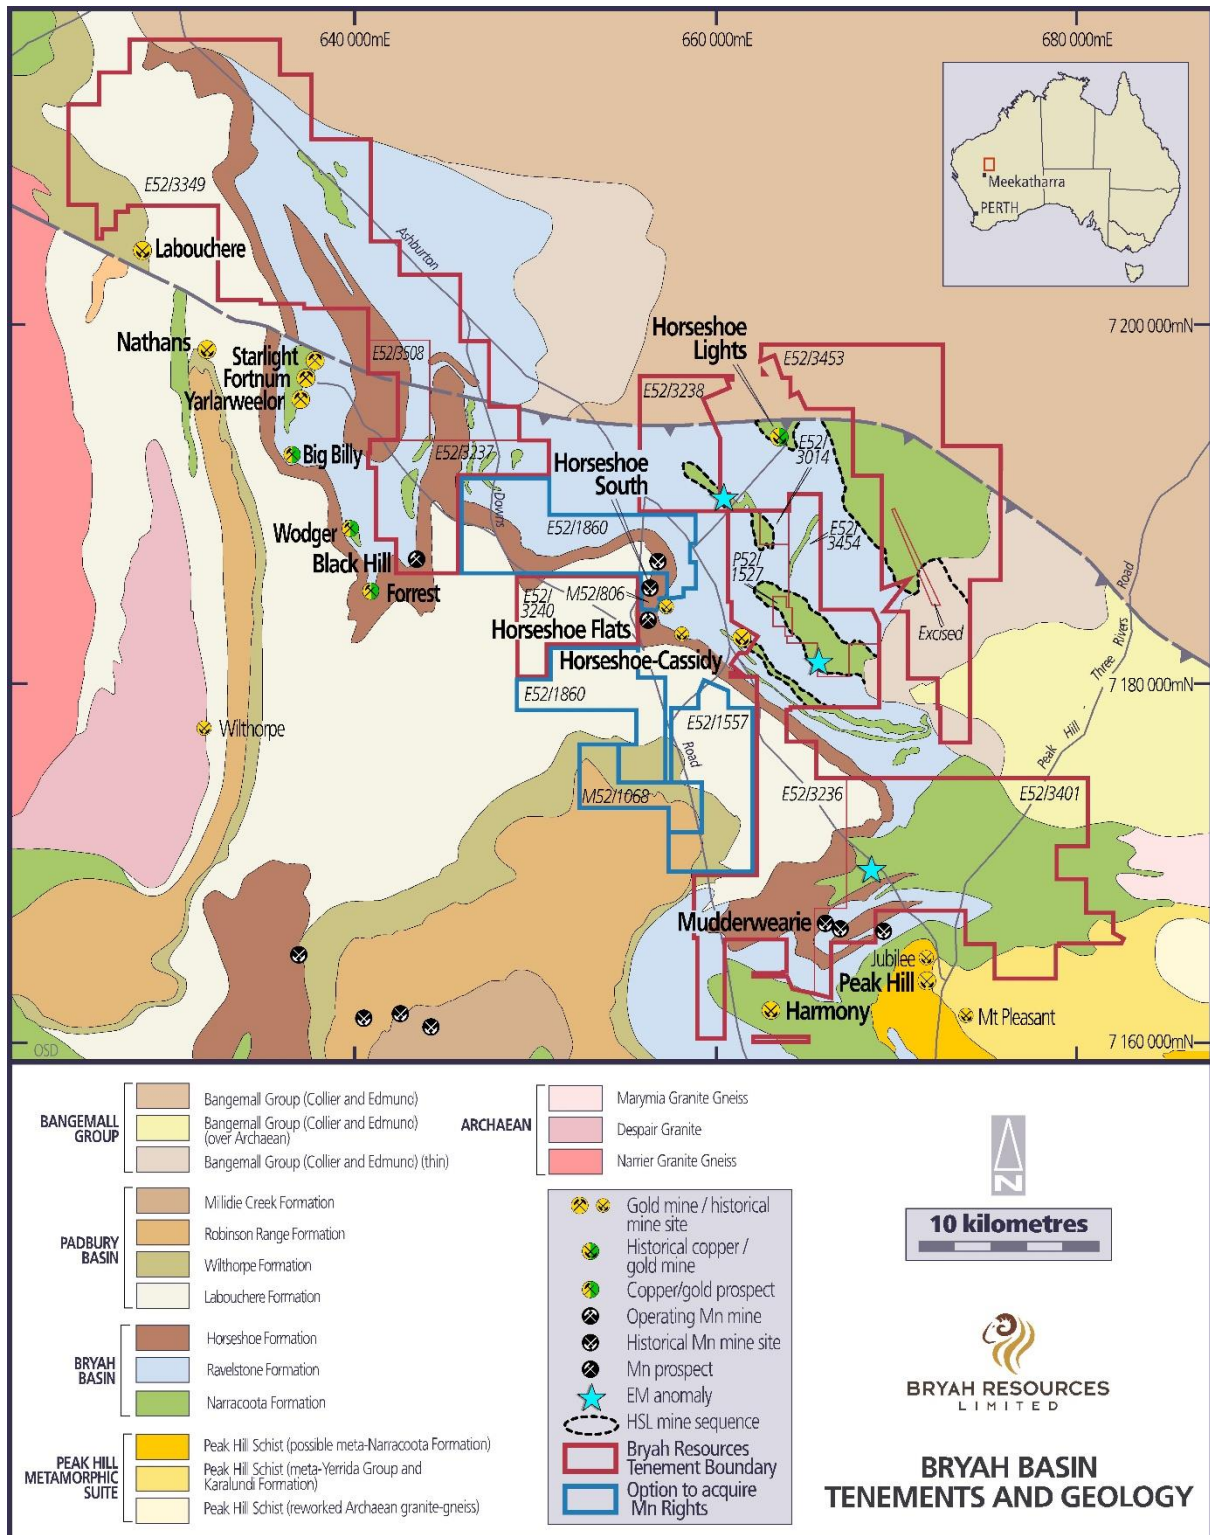 640 000mE
660 000mE
680 000mE
Meekatharra
PERTH
E52/3349
Labouchere
Ashburton
Nathans
Starlight
Fortnum
Yarlarweelor
E52/3508
Horseshoe
Lights
7 200 000mN
E52/3453
E52/3238
Big Billy
E52/3237
Horseshoe
South
E52/
3014
Downs
E52/1860
E52/
3454
Wodger
Black Hill
Forrest
P52/
1527
E52/
3240
M52/806
Horseshoe Flats
Horseshoe-Cassidy
Excised
Peak Hill - Three Rivers Road
7 180 000mN
E52/1860
E52/1557
Road
Wilthorpe
M52/1068
E52/3236
E52/3401
Mudderwearie
Jubilee
Peak Hill
Harmony
Mt Pleasant
OSD
7 160 000mN
BANGEMALL
GROUP
Bangemall Group (Collier and Edmund)
Bangemall Group (Collier and Edmund)
(over Archaean)
Bangemall Group (Collier and Edmund) (thin)
PADBURY
BASIN
Millidie Creek Formation
Robinson Range Formation
Wilthorpe Formation
Labouchere Formation
BRYAH
BASIN
Horseshoe Formation
Ravelstone Formation
Narracoota Formation
PEAK HILL
METAMORPHIC
SUITE
Peak Hill Schist (possible meta-Narracoota Formation)
Peak Hill Schist (meta-Yerrida Group and
Karalundi Formation)
Peak Hill Schist (reworked Archaean granite-gneiss)
ARCHAEAN
Marymia Granite Gneiss
Despair Granite
Narrier Granite Gneiss
Gold mine / historical
mine site
Historical copper /
gold mine
Copper/gold prospect
Operating Mn mine
Historical Mn mine site
Mn prospect
EM anomaly
HSL mine sequence
Bryah Resources
Tenement Boundary
Option to acquire
Mn Rights
N
10 kilometres
BRYAH RESOURCES
LIMITED
BRYAH BASIN
TENEMENTS AND GEOLOGY